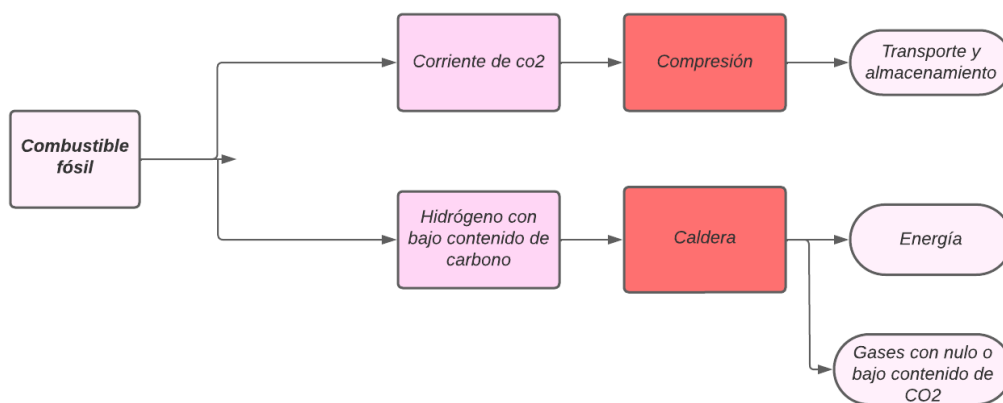 Corriente de co2
Compresión
Transporte y
almacenamiento
Combustible
fósil
Hidrógeno con
bajo contenido de
carbono
Caldera
Energía
Gases con nulo o
bajo contenido de
CO2